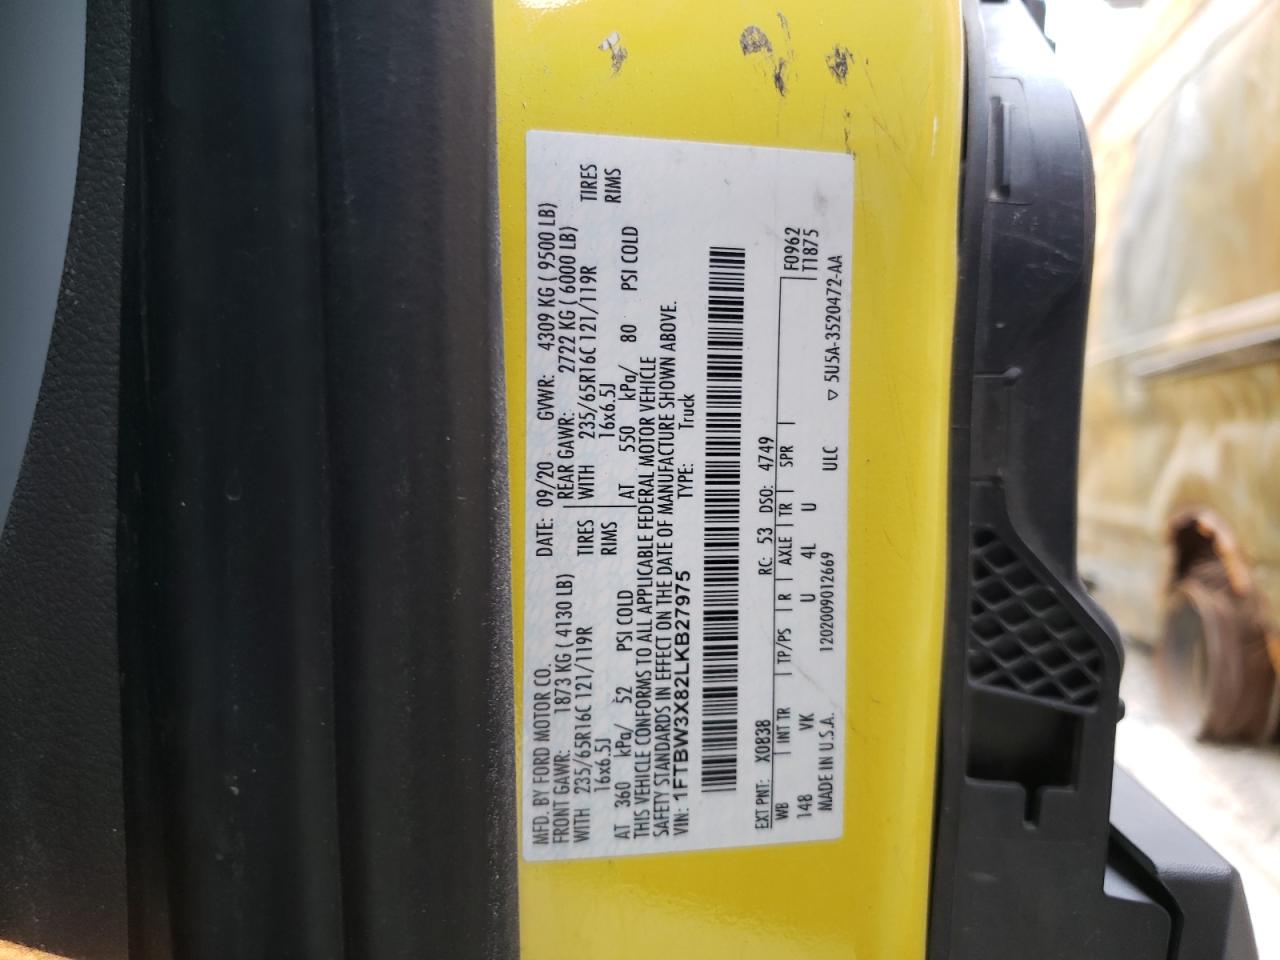 MFD. BY FORD MOTOR CO.
DATE: 09/20 GVWR: 4309 KG ( 9500 LB)
FRONT GAWR: 1873 KG ( 4130 LB) REAR GAWR: 2722 KG ( 6000 LB)
WITH 235/65R16C 121/119R TIRES WITH 235/65R16C 121/119R TIRES
16x6.5J RIMS 16x6.5J RIMS
AT 360 kPa/ 52 PSI COLD AT 550 kPa/ 80 PSI COLD
THIS VEHICLE CONFORMS TO ALL APPLICABLE FEDERAL MOTOR VEHICLE
SAFETY STANDARDS IN EFFECT ON THE DATE OF MANUFACTURE SHOWN ABOVE.
VIN: 1FTBW3X82LKB27975 TYPE: Truck
EXT PNT: X0838 RC: 53 DSO: 4749
WB INT TR TP/PS R AXLE TR SPR F0962
148 VK U 4L U T1875
MADE IN U.S.A. 1202009012669 ULC ▽ 5U5A-3520472-AA